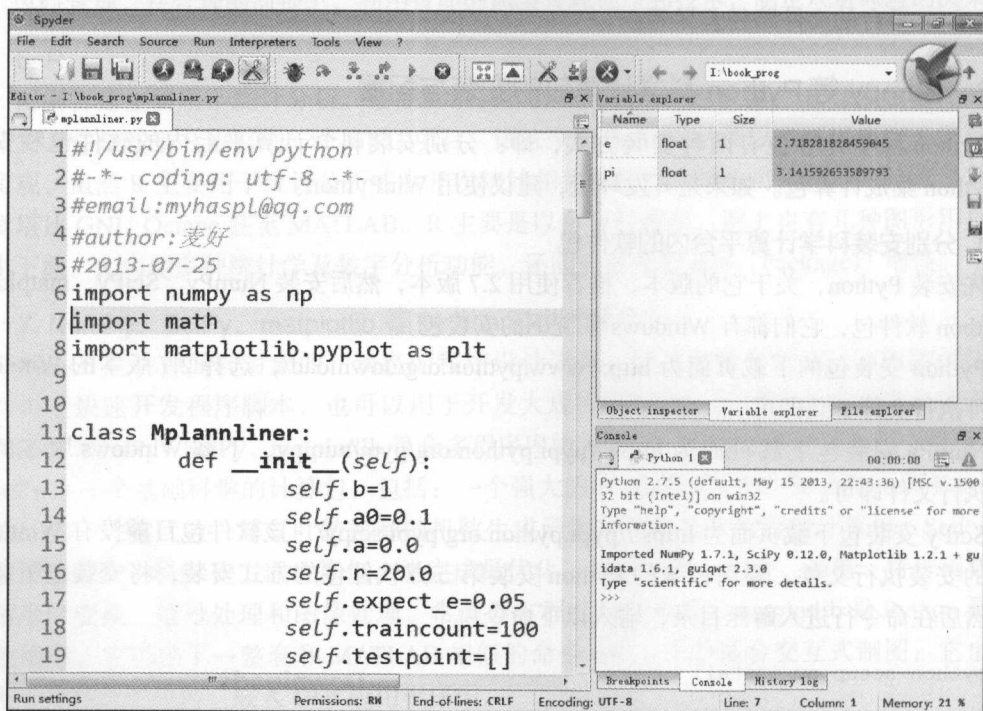 Spyder
File Edit Search Source Run Interpreters Tools View ?
I:\book_prog
Editor - I:\book_prog\mplannliner.py
mplannliner.py
1 #!/usr/bin/env python
2 #-*- coding: utf-8 -*-
3 #email:myhaspl@qq.com
4 #author:麦好
5 #2013-07-25
6 import numpy as np
7 import math
8 import matplotlib.pyplot as plt
9
10
11 class Mplannliner:
12 def __init__(self):
13 self.b=1
14 self.a0=0.1
15 self.a=0.0
16 self.r=20.0
17 self.expect_e=0.05
18 self.traincount=100
19 self.testpoint=1
Variable explorer
Name Type Size Value
e float 1 2.718281828459045
pi float 1 3.141592653589793
Object inspector Variable explorer File explorer
Console
Python 1 00:00:00
Python 2.7.5 (default, May 15 2013, 22:43:36) [MSC v.1500
32 bit (Intel)] on win32
Type "help", "copyright", "credits" or "license" for more
information.
Imported NumPy 1.7.1, SciPy 0.12.0, Matplotlib 1.2.1 + gu
idata 1.6.1, guiqwt 2.3.0
Type "scientific" for more details.
>>>
Breakpoints Console History log
Run settings Permissions: RW End-of-lines: CRLF Encoding: UTF-8 Line: 7 Column: 1 Memory: 21 %